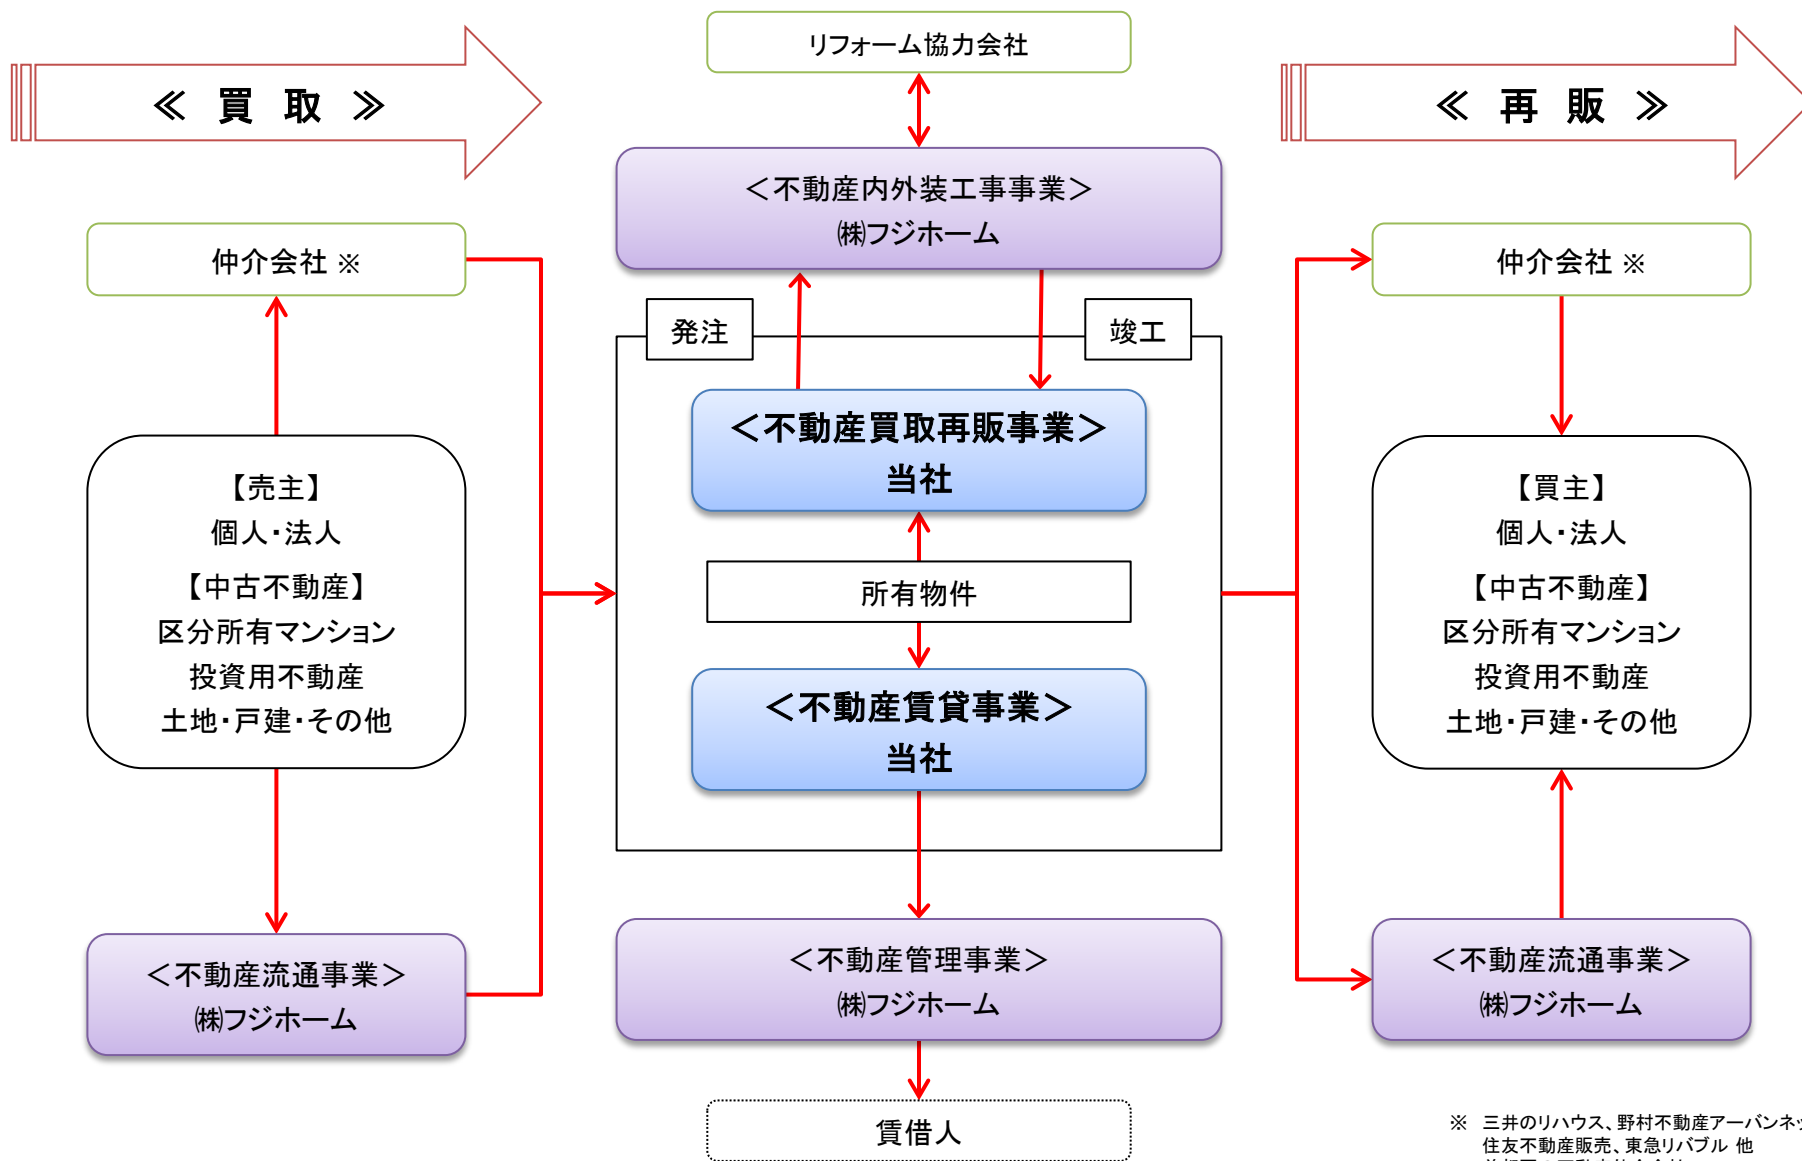 ≪ 買 取 ≫
リフォーム協力会社
≪ 再 販 ≫
＜不動産内外装工事事業＞
㈱フジホーム
仲介会社 ※
仲介会社 ※
発注
竣工
＜不動産買取再販事業＞
当社
【売主】
個人・法人
【中古不動産】
区分所有マンション
投資用不動産
土地・戸建・その他
所有物件
【買主】
個人・法人
【中古不動産】
区分所有マンション
投資用不動産
土地・戸建・その他
＜不動産賃貸事業＞
当社
＜不動産流通事業＞
㈱フジホーム
＜不動産管理事業＞
㈱フジホーム
＜不動産流通事業＞
㈱フジホーム
賃借人
※ 三井のリハウス、野村不動産アーバンネッ
住友不動産販売、東急リバブル 他